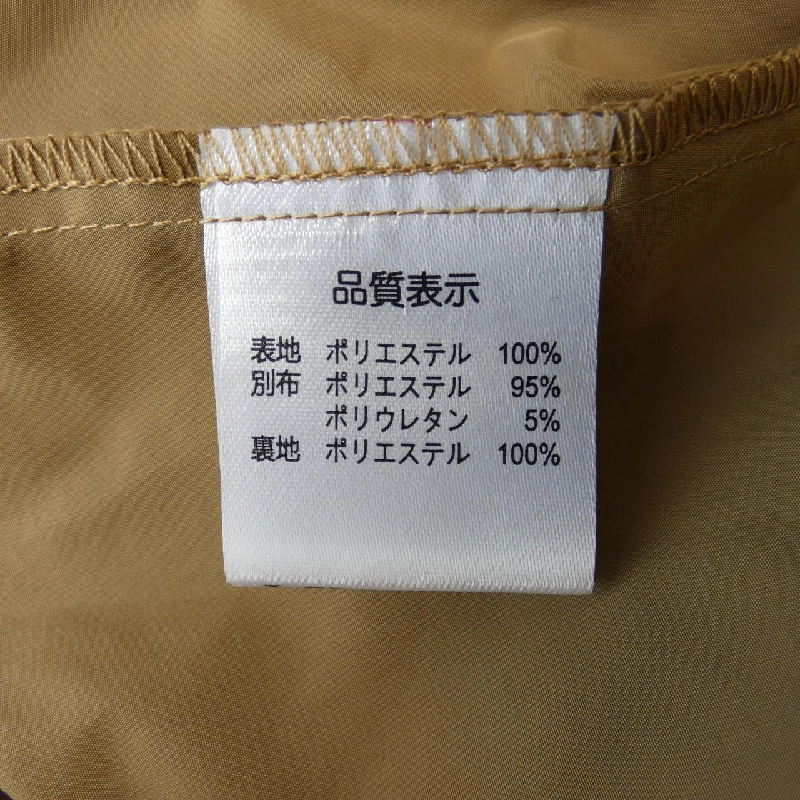 品質表示
表地 ポリエステル 100%
別布 ポリエステル 95%
ポリウレタン 5%
裏地 ポリエステル 100%